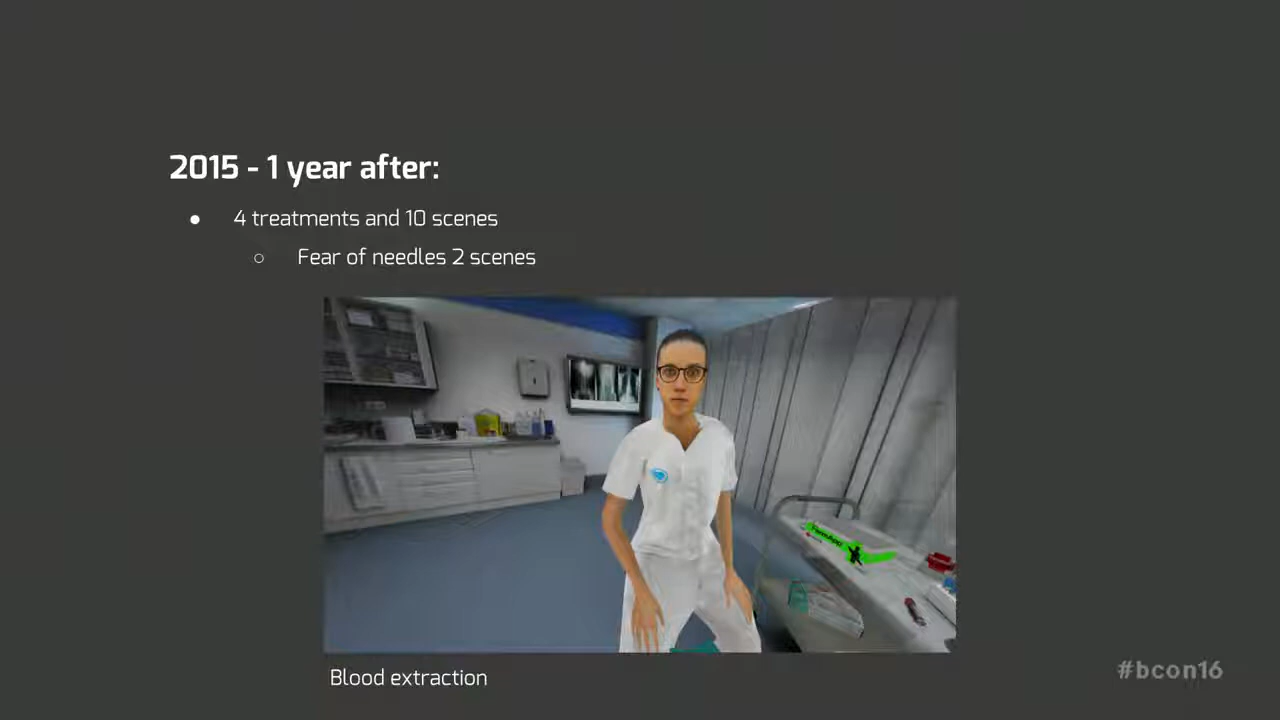 2015 - 1 year after:
4 treatments and 10 scenes
Fear of needles 2 scenes
Blood extraction
#bcon16